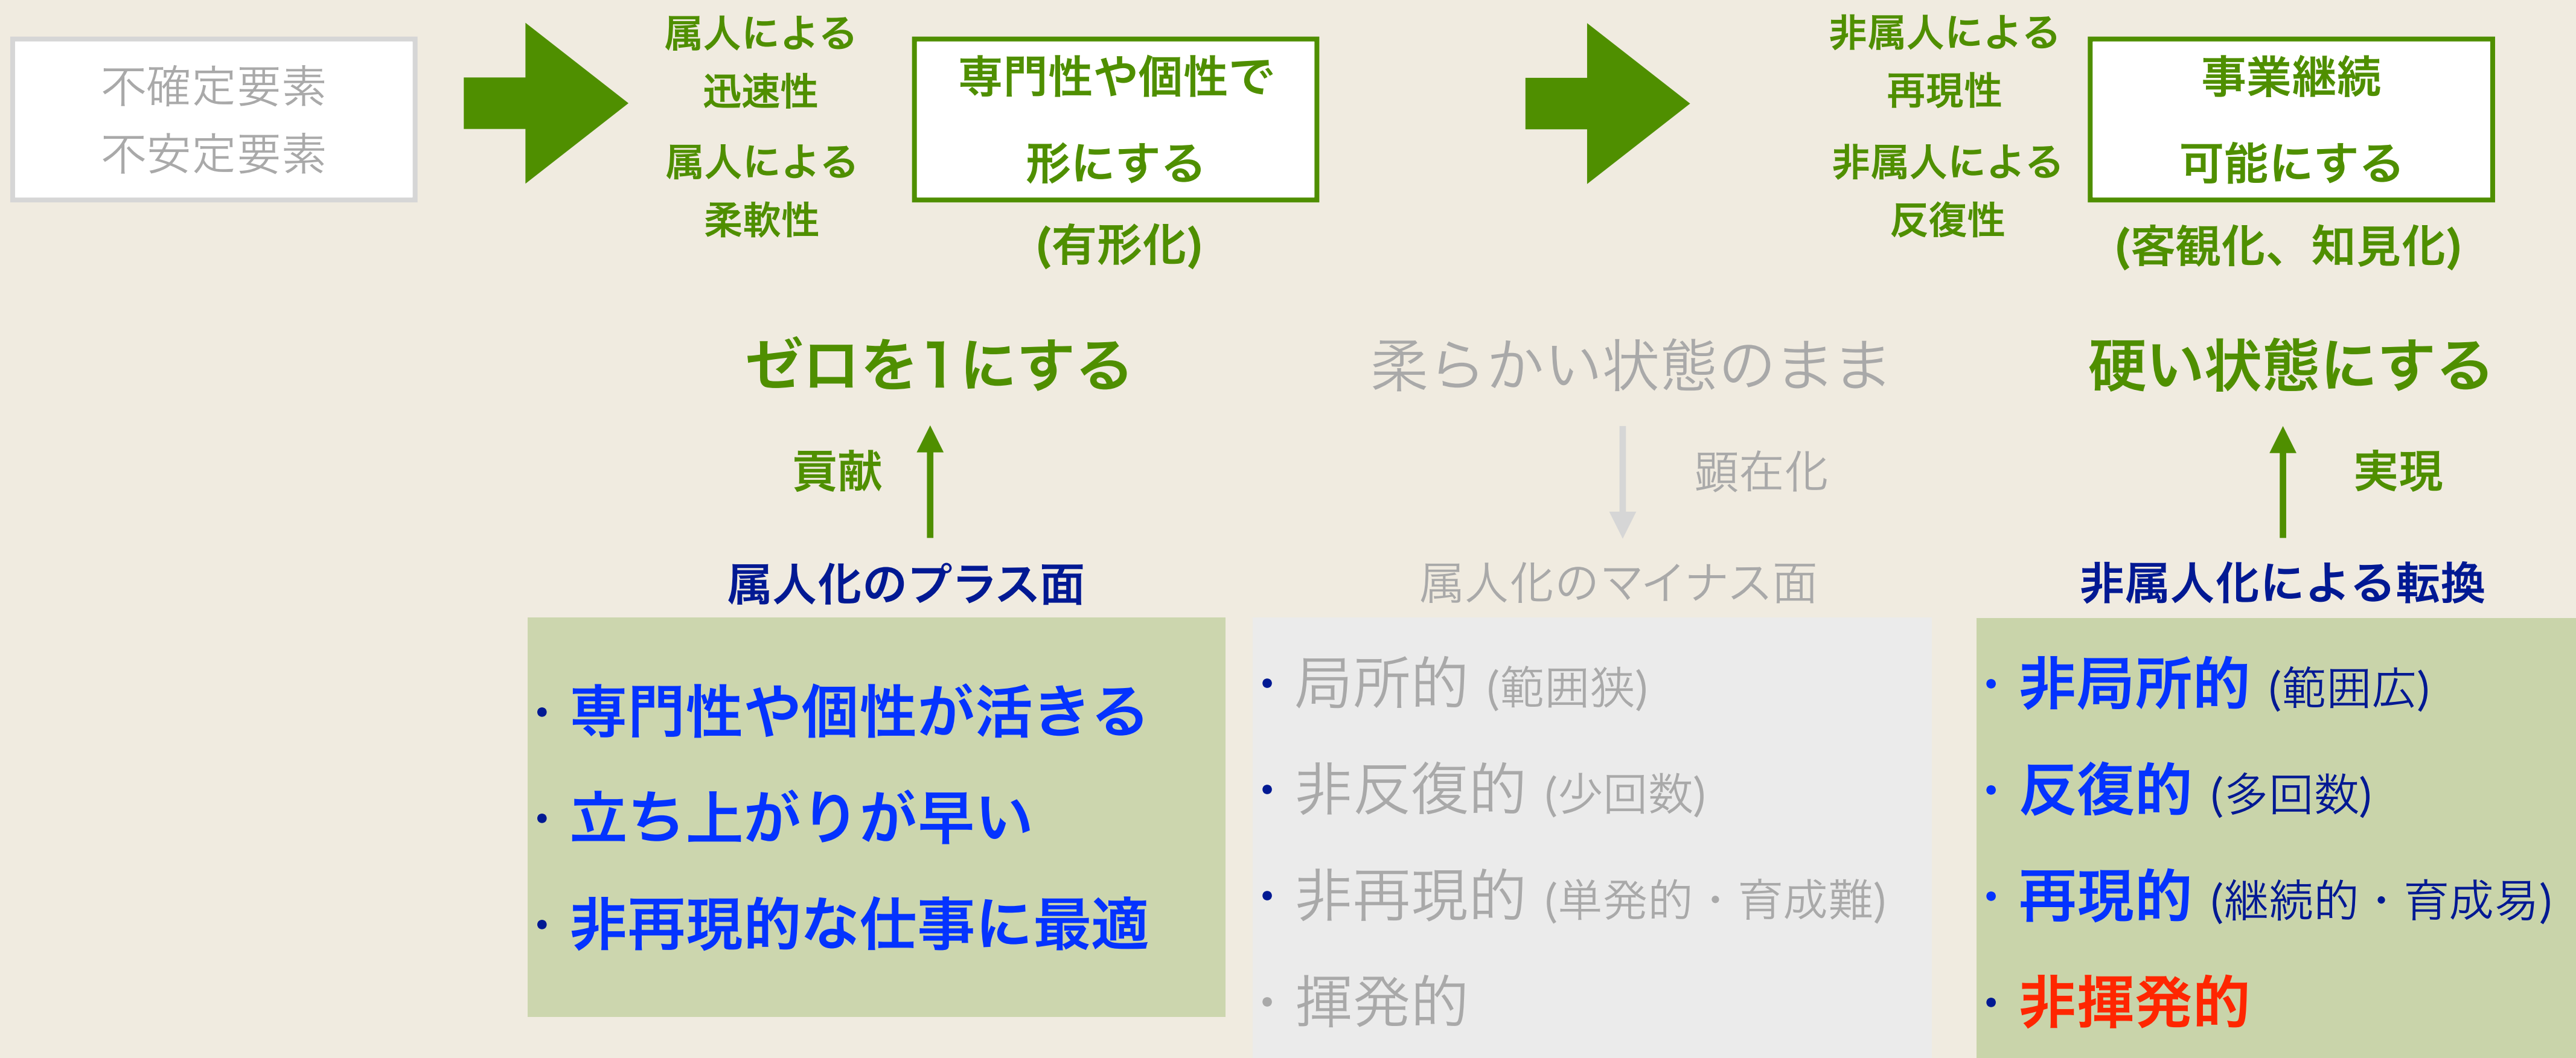 不確定要素
不安定要素
属人による
迅速性
属人による
柔軟性
専門性や個性で
形にする
(有形化)
非属人による
再現性
非属人による
反復性
事業継続
可能にする
(客観化、知見化)
ゼロを1にする
柔らかい状態のまま
硬い状態にする
貢献
顕在化
実現
属人化のプラス面
・専門性や個性が活きる
・立ち上がりが早い
・非再現的な仕事に最適
属人化のマイナス面
・局所的 (範囲狭)
・非反復的 (少回数)
・非再現的 (単発的・育成難)
・揮発的
非属人化による転換
・非局所的 (範囲広)
・反復的 (多回数)
・再現的 (継続的・育成易)
・非揮発的